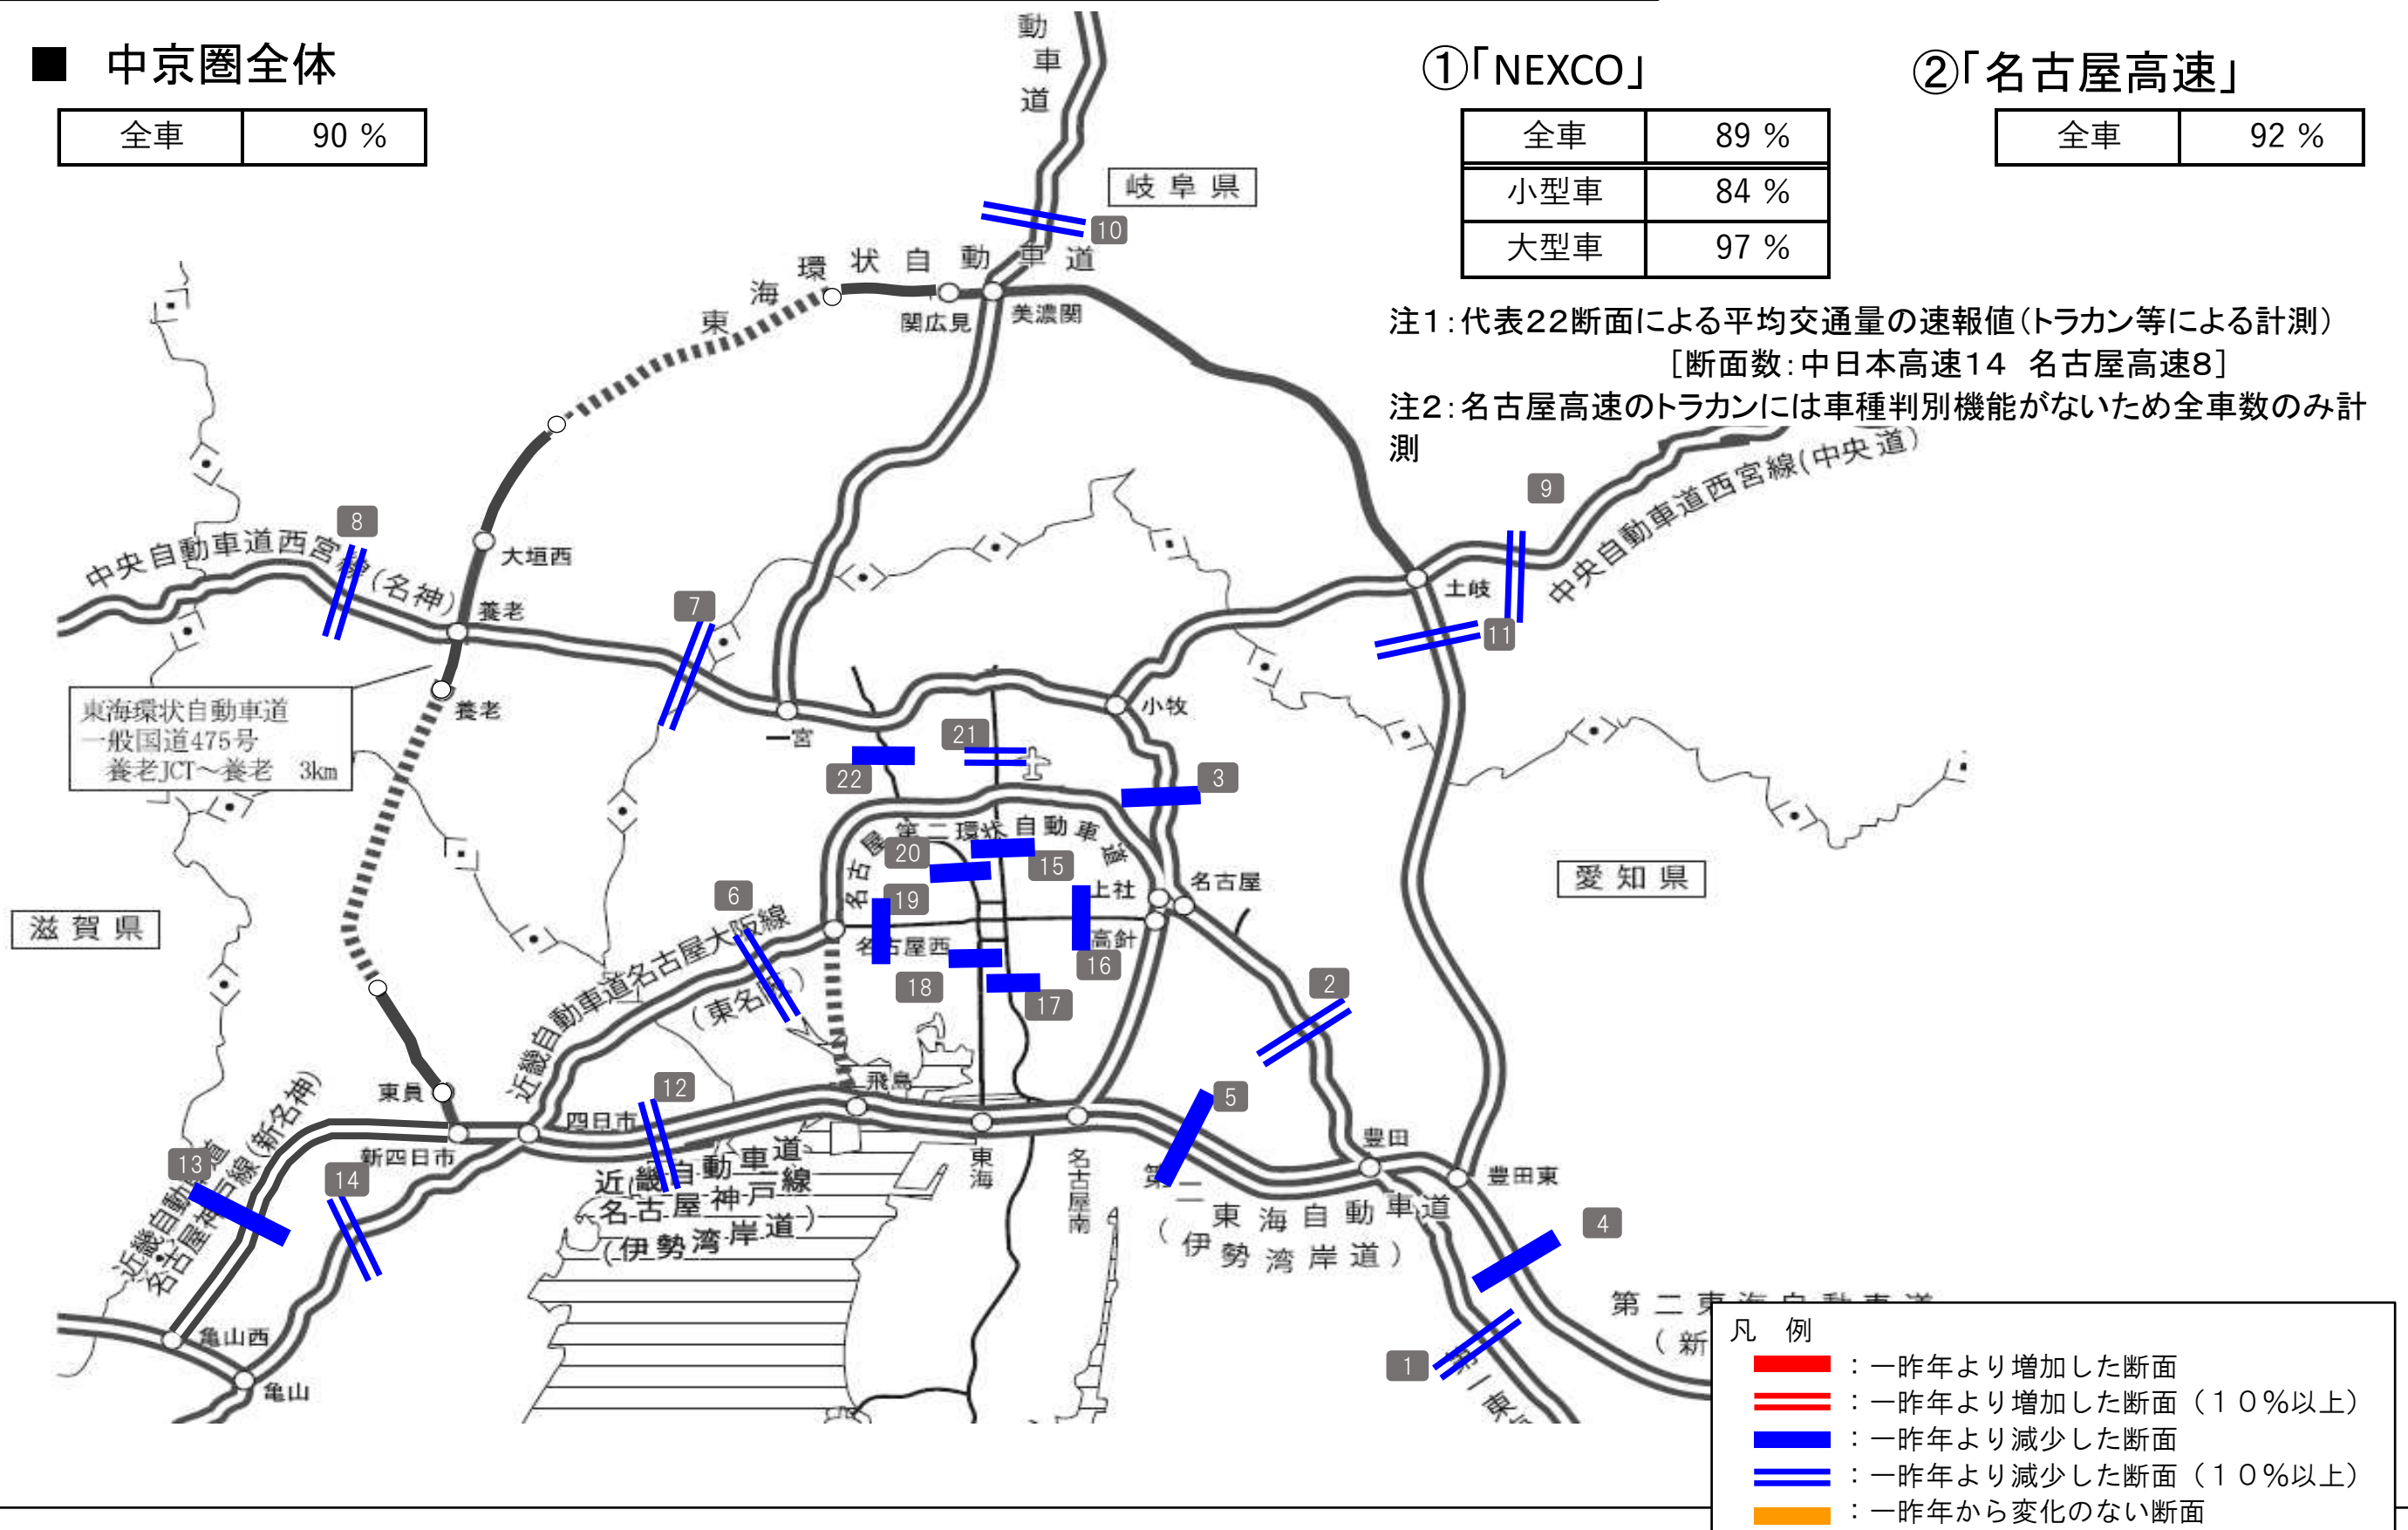 ■ 中京圏全体
全車 90 %
①「NEXCO」
全車 89 %
小型車 84 %
大型車 97 %
②「名古屋高速」
全車 92 %
注1:代表22断面による平均交通量の速報値(トラカン等による計測)
[断面数:中日本高速14 名古屋高速8]
注2:名古屋高速のトラカンには車種判別機能がないため全車数のみ計
測
動車道
岐阜県
10
東海環状自動車道
関広見
美濃関
9
中央自動車道西宮線(中央道)
8
中央自動車道西宮線(名神)
大垣西
養老
7
土岐
11
東海環状自動車道
一般国道475号
養老JCT～養老 3km
養老
一宮
小牧
21
22
3
名古屋第二環状自動車道
20
15
上社
名古屋
愛知県
19
6
滋賀県
名古屋西
高針
16
近畿自動車道名古屋大阪線
(東名阪)
18
17
2
東員
飛島
12
5
四日市
新四日市
13
14
近畿自動車道
名古屋神戸線(新名神)
近畿自動車道
名古屋神戸線
(伊勢湾岸道)
東海
名古屋南
豊田
豊田東
第二東海自動車道
(伊勢湾岸道)
4
亀山西
亀山
1
第一東
第二東海自動車道
(新
凡 例
:一昨年より増加した断面
:一昨年より増加した断面(10%以上)
:一昨年より減少した断面
:一昨年より減少した断面(10%以上)
:一昨年から変化のない断面